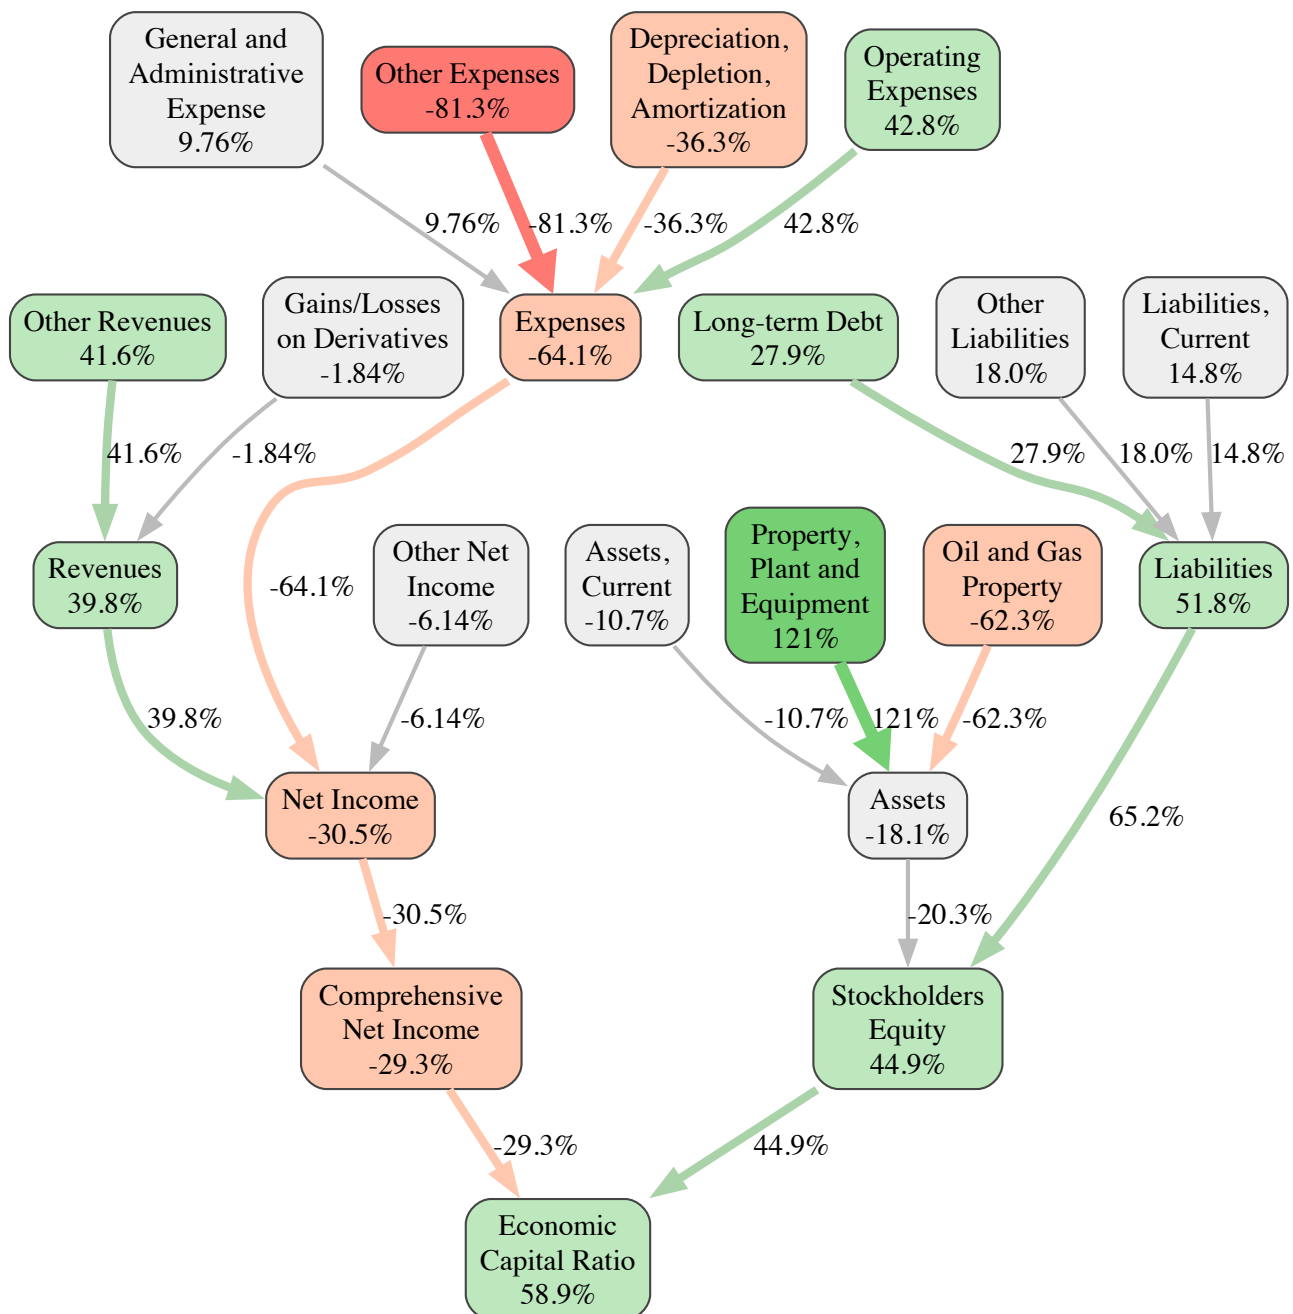 General and
Administrative
Expense
9.76%
Other Expenses
-81.3%
Depreciation,
Depletion,
Amortization
-36.3%
Operating
Expenses
42.8%
9.76%
-81.3%
-36.3%
42.8%
Other Revenues
41.6%
Gains/Losses
on Derivatives
-1.84%
Expenses
-64.1%
Long-term Debt
27.9%
Other
Liabilities
18.0%
Liabilities,
Current
14.8%
41.6%
-1.84%
27.9%
18.0%
14.8%
Revenues
39.8%
-64.1%
Other Net
Income
-6.14%
Assets,
Current
-10.7%
Property,
Plant and
Equipment
121%
Oil and Gas
Property
-62.3%
Liabilities
51.8%
39.8%
-6.14%
-10.7%
121%
-62.3%
Net Income
-30.5%
Assets
-18.1%
65.2%
-30.5%
-20.3%
Comprehensive
Net Income
-29.3%
Stockholders
Equity
44.9%
-29.3%
44.9%
Economic
Capital Ratio
58.9%